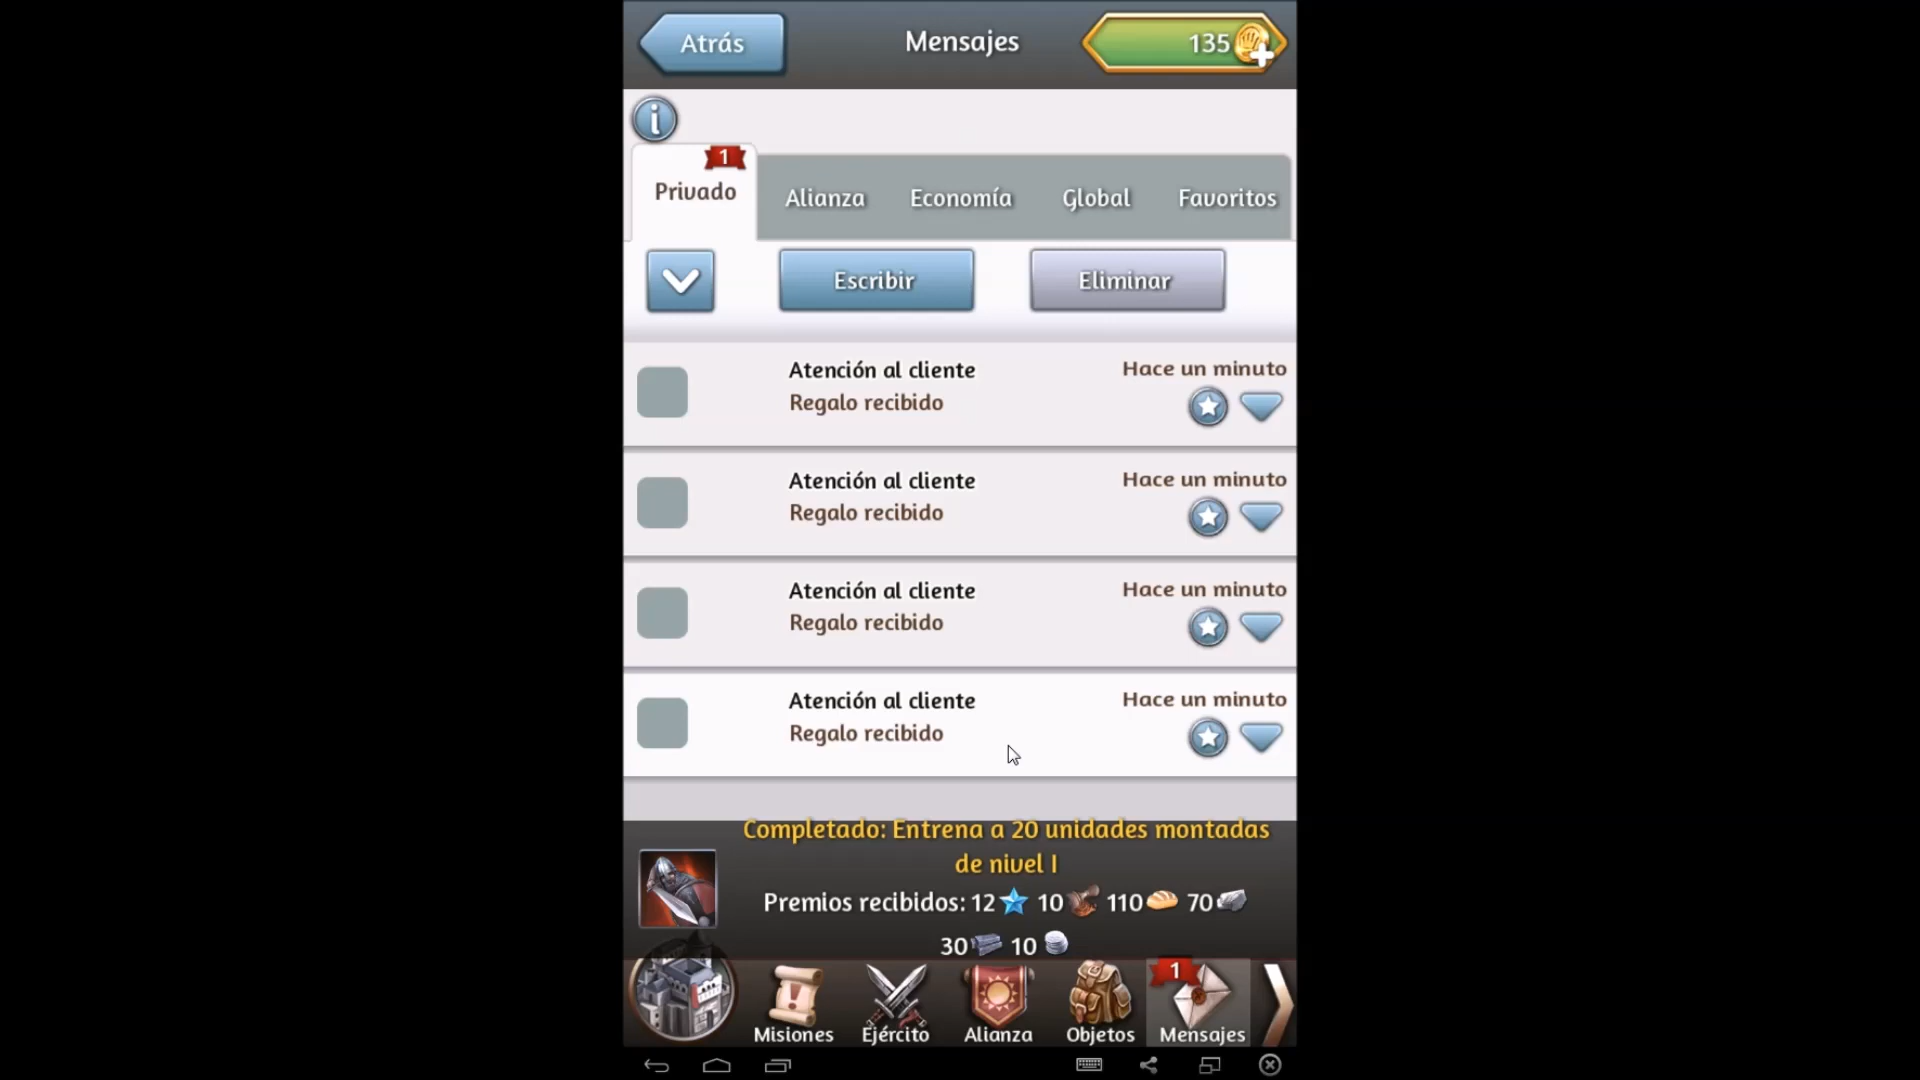 Atrás
Mensajes
135
1
Privado
Alianza
Economía
Global
Favoritos
Escribir
Eliminar
Atención al cliente
Hace un minuto
Regalo recibido
Atención al cliente
Hace un minuto
Regalo recibido
Atención al cliente
Hace un minuto
Regalo recibido
Atención al cliente
Hace un minuto
Regalo recibido
Completado: Entrena a 20 unidades montadas
de nivel I
Premios recibidos: 12 10 110 70
30 10
1
Misiones
Ejército
Alianza
Objetos
Mensajes